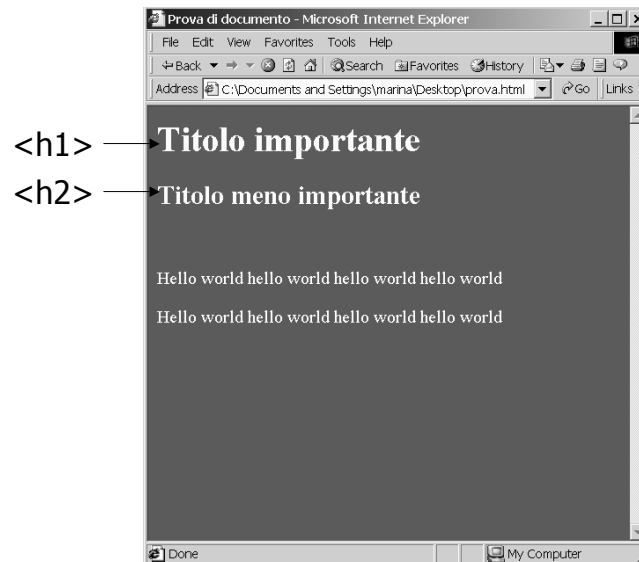 Prova di documento - Microsoft Internet Explorer
File Edit View Favorites Tools Help
Back Search Favorites History
Address C:\Documents and Settings\marina\Desktop\prova.html Go Links
<h1> Titolo importante
<h2> Titolo meno importante
Hello world hello world hello world hello world
Hello world hello world hello world hello world
Done My Computer